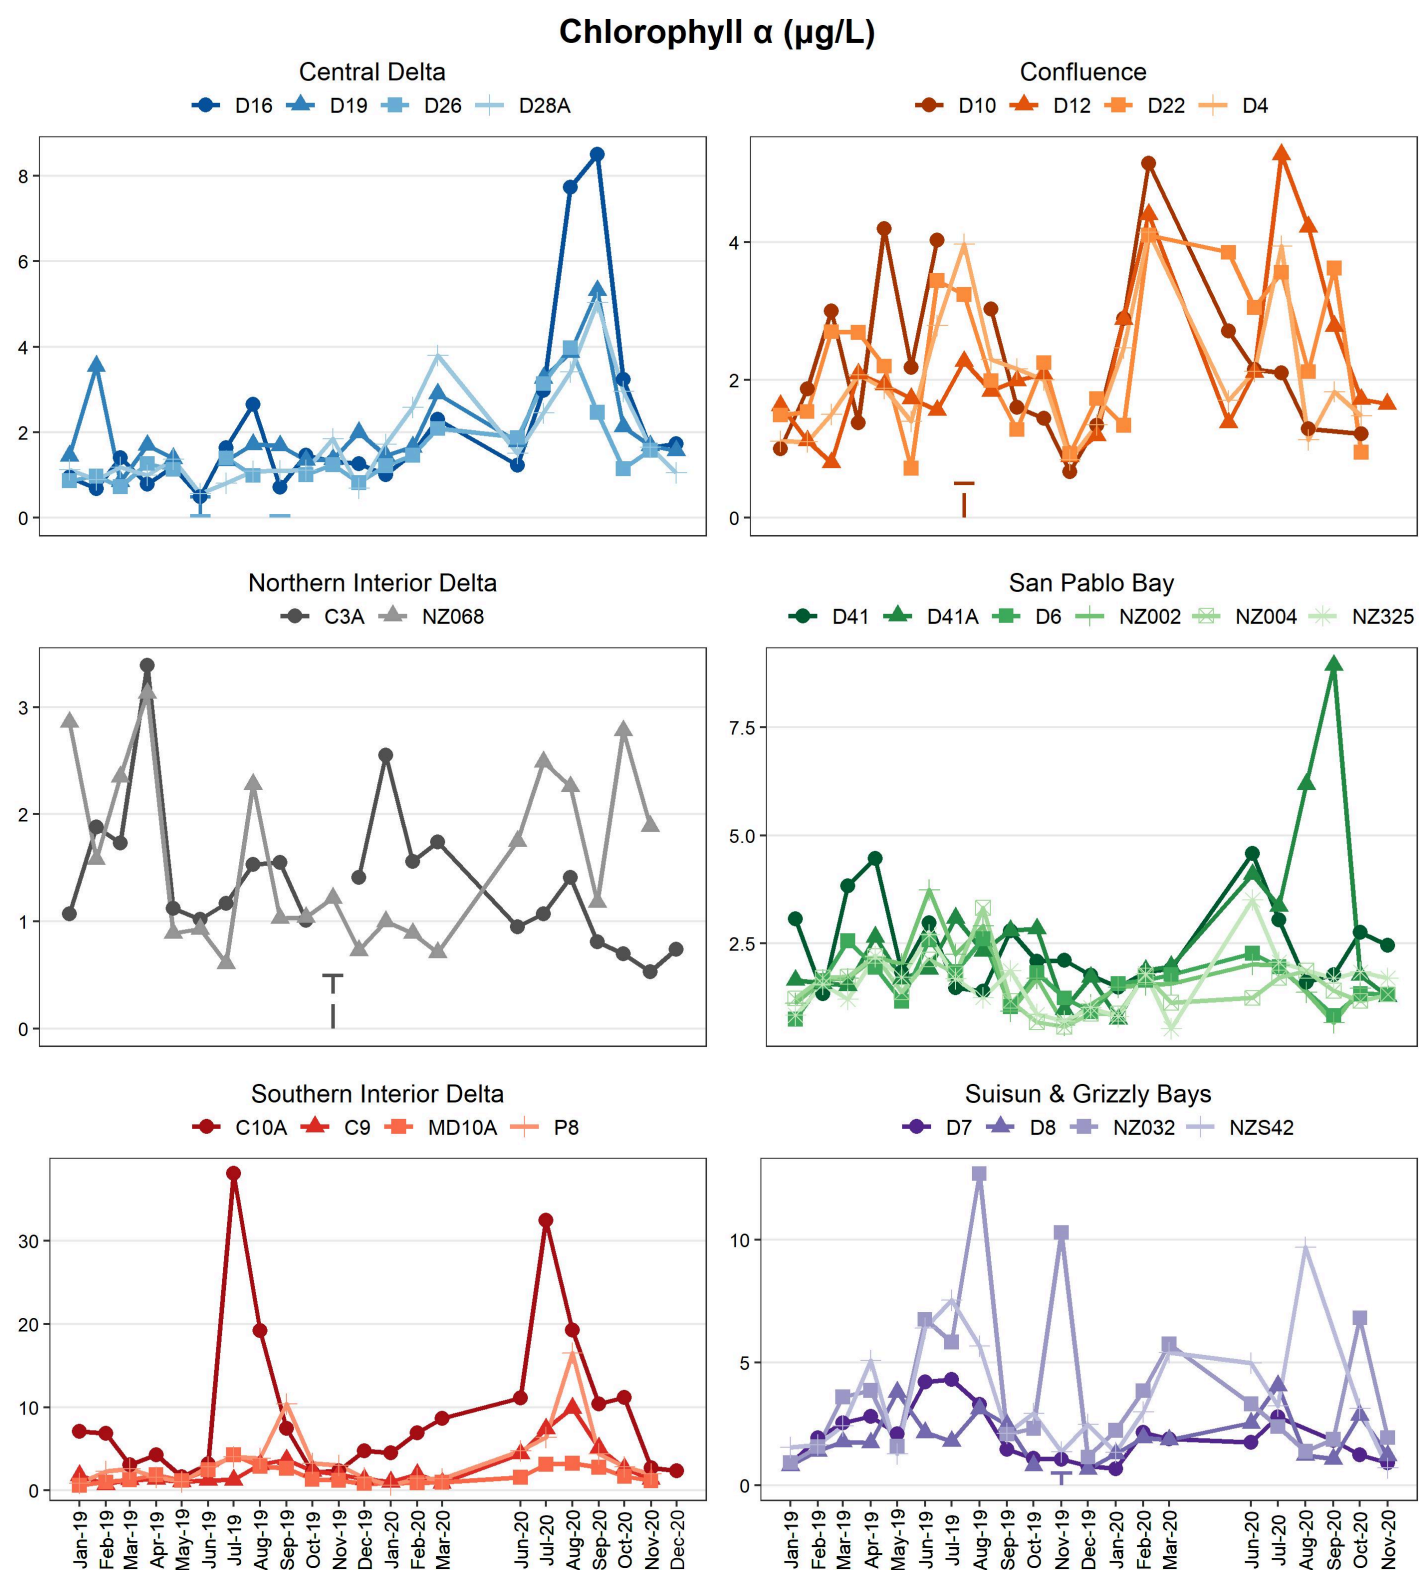 Chlorophyll α (µg/L)
Central Delta
D16 D19 D26 D28A
8
6
4
2
0
Confluence
D10 D12 D22 D4
4
2
0
Northern Interior Delta
C3A NZ068
3
2
1
0
San Pablo Bay
D41 D41A D6 NZ002 NZ004 NZ325
7.5
5.0
2.5
Southern Interior Delta
C10A C9 MD10A P8
30
20
10
0
Jan-19 Feb-19 Mar-19 Apr-19 May-19 Jun-19 Jul-19 Aug-19 Sep-19 Oct-19 Nov-19 Dec-19 Jan-20 Feb-20 Mar-20 Jun-20 Jul-20 Aug-20 Sep-20 Oct-20 Nov-20 Dec-20
Suisun & Grizzly Bays
D7 D8 NZ032 NZS42
10
5
0
Jan-19 Feb-19 Mar-19 Apr-19 May-19 Jun-19 Jul-19 Aug-19 Sep-19 Oct-19 Nov-19 Dec-19 Jan-20 Feb-20 Mar-20 Jun-20 Jul-20 Aug-20 Sep-20 Oct-20 Nov-20